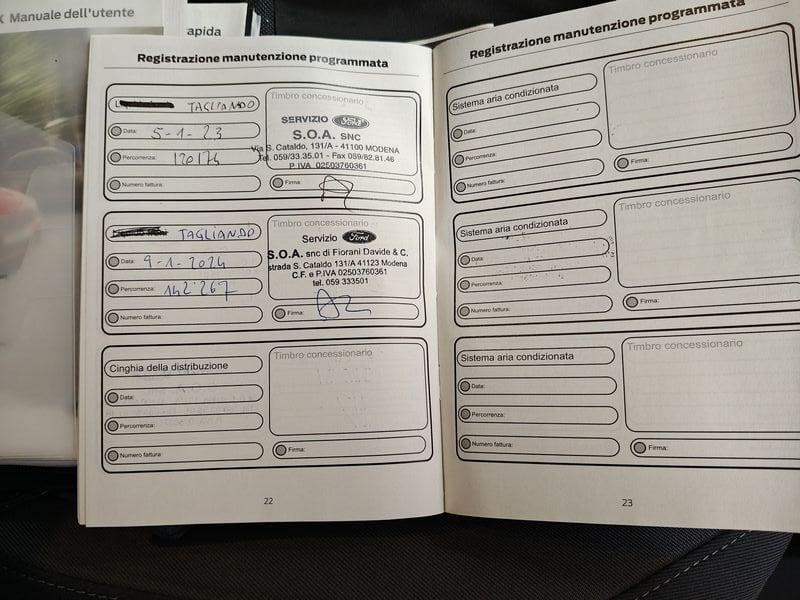 Manuale dell'utente
apida
Registrazione manutenzione programmata
TAGLIANDO
Data: 5-1-23
Percorrenza: 120174
Numero fattura:
Timbro concessionario
SERVIZIO Ford
S.O.A. SNC
Via S. Cataldo, 131/A - 41100 MODENA
Tel. 059/33.35.01 - Fax 059/82.81.46
P.IVA 02503760361
Firma:
TAGLIANDO
Data: 9-1-2024
Percorrenza: 142'267
Numero fattura:
Timbro concessionario
Servizio Ford
S.O.A. snc di Fiorani Davide & C.
strada S. Cataldo 131/A 41123 Modena
C.F. e P.IVA 02503760361
tel. 059 333501
Firma:
Cinghia della distribuzione
Data:
Percorrenza:
Numero fattura:
Timbro concessionario
Firma:
22
Registrazione manutenzione programmata
Sistema aria condizionata
Data:
Percorrenza:
Numero fattura:
Timbro concessionario
Firma:
Sistema aria condizionata
Data:
Percorrenza:
Numero fattura:
Timbro concessionario
Firma:
Sistema aria condizionata
Data:
Percorrenza:
Numero fattura:
Timbro concessionario
Firma:
23